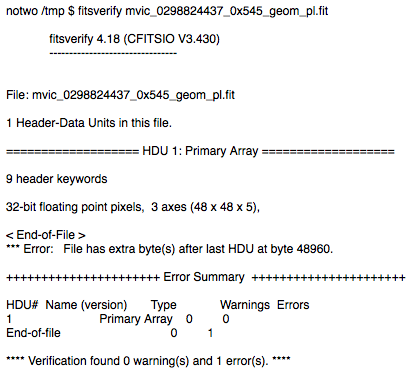 notwo /tmp $ fitsverify mvic_0298824437_0x545_geom_pl.fit
fitsverify 4.18 (CFITSIO V3.430)
--------------------------------
File: mvic_0298824437_0x545_geom_pl.fit
1 Header-Data Units in this file.
=================== HDU 1: Primary Array ===================
9 header keywords
32-bit floating point pixels,  3 axes (48 x 48 x 5),
< End-of-File >
*** Error:   File has extra byte(s) after last HDU at byte 48960.
++++++++++++++++++++++ Error Summary  ++++++++++++++++++++++
HDU#  Name (version)       Type             Warnings  Errors
1                          Primary Array    0         0
End-of-file                                 0         1
**** Verification found 0 warning(s) and 1 error(s). ****